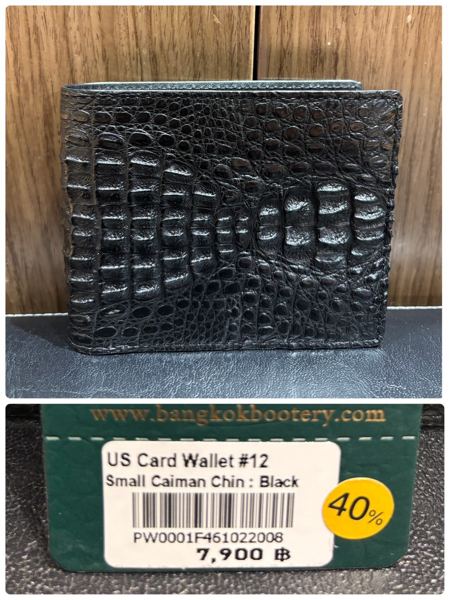 www.bangkokbootery.com
US Card Wallet #12
Small Caiman Chin : Black
PW0001F461022008
7,900 ฿
40%